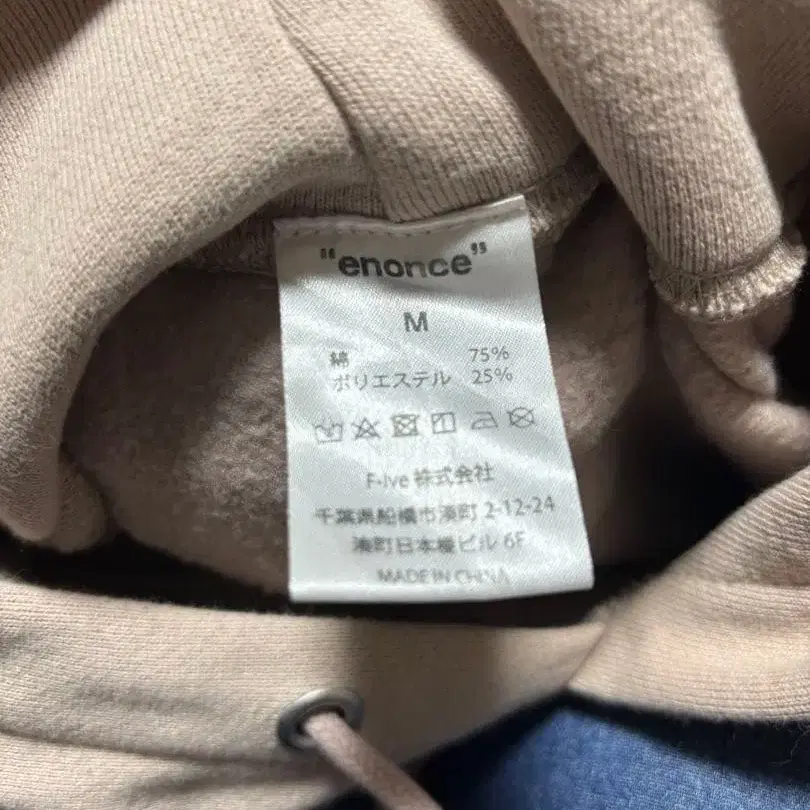 "enonce"
M
綿 75%
ポリエステル 25%
F-Ive 株式会社
千葉県船橋市湊町 2-12-24
湊町日本橋ビル 6F
MADE IN CHINA